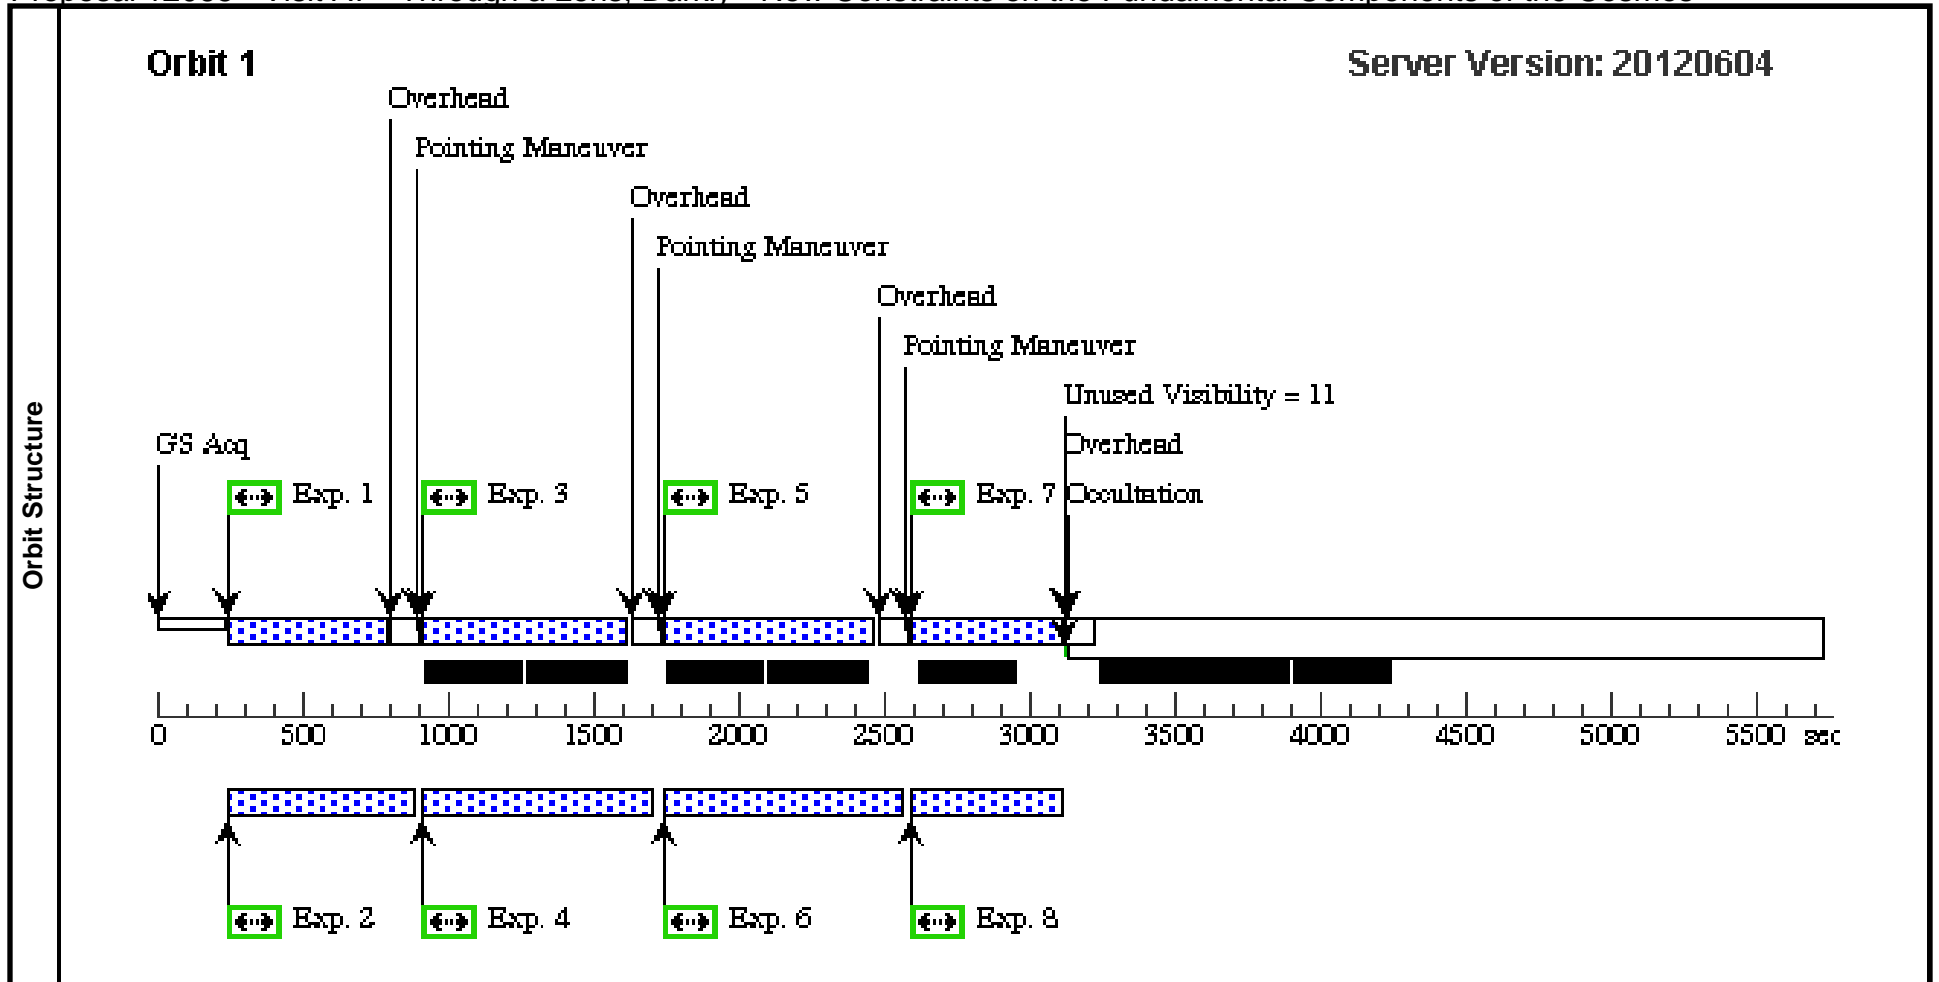 Orbit 1
Server Version: 20120604
Overhead
Pointing Maneuver
Overhead
Pointing Maneuver
Overhead
Pointing Maneuver
Unused Visibility = 11
GS Acq
Overhead
Exp. 1
Exp. 3
Exp. 5
Exp. 7
Occultation
Orbit Structure
0 500 1000 1500 2000 2500 3000 3500 4000 4500 5000 5500 sec
Exp. 2
Exp. 4
Exp. 6
Exp. 8